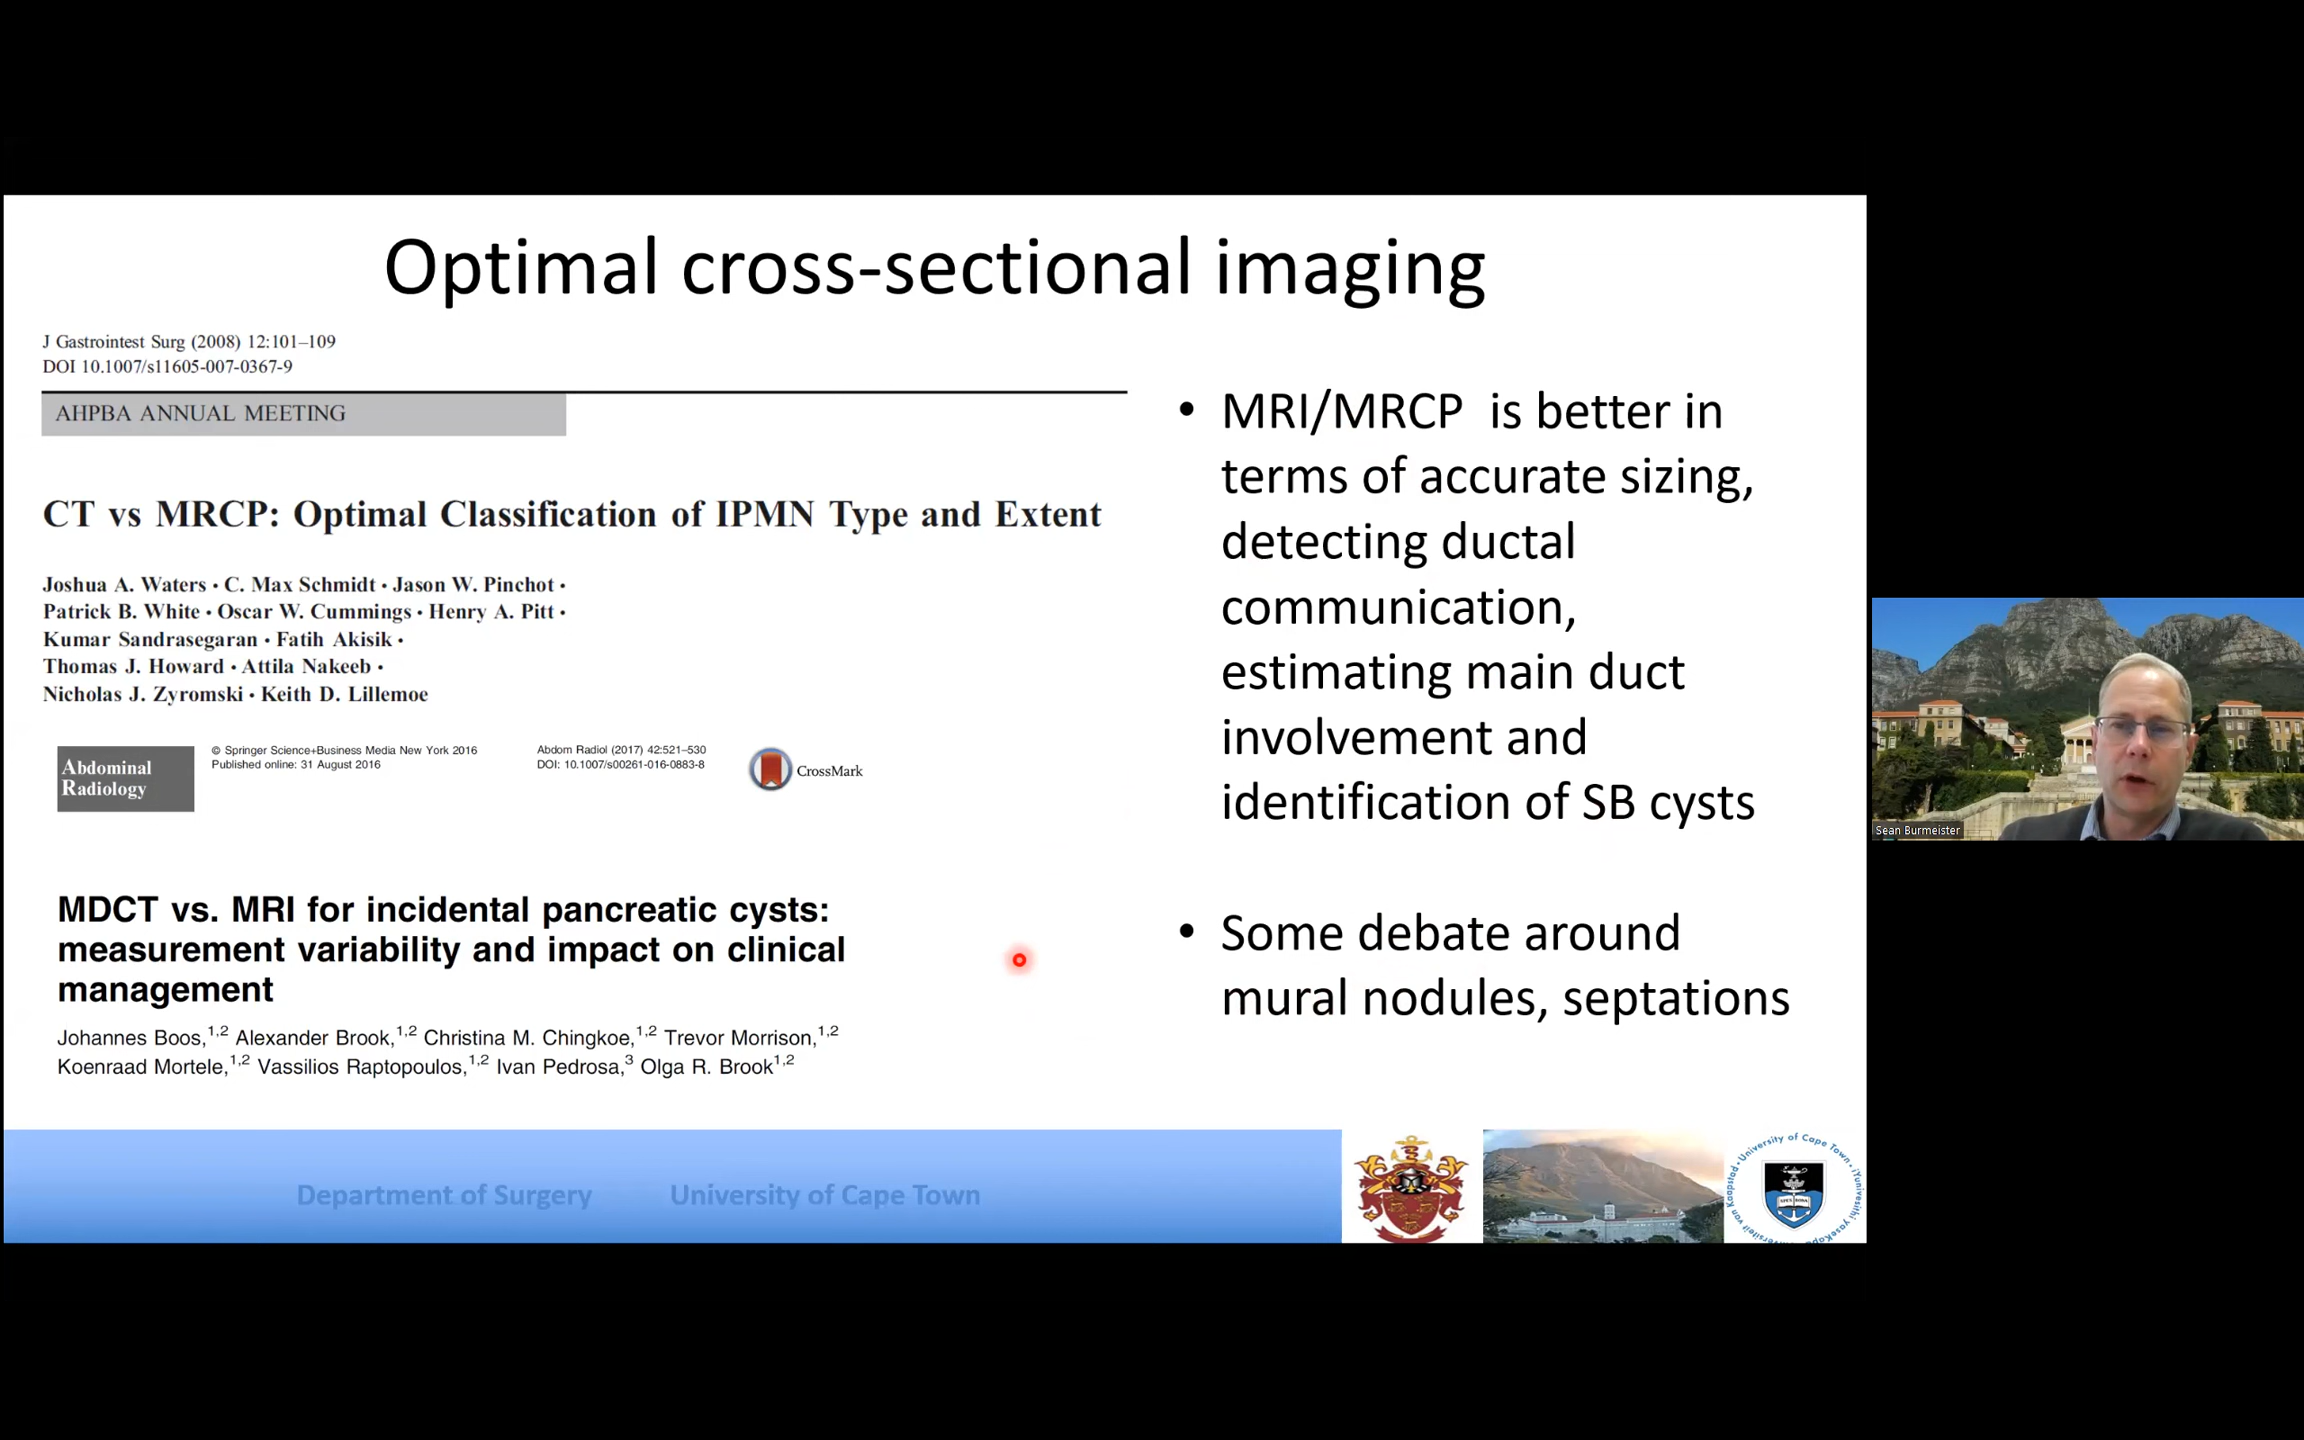 Optimal cross-sectional imaging
J Gastrointest Surg (2008) 12:101–109
DOI 10.1007/s11605-007-0367-9
AHPBA ANNUAL MEETING
CT vs MRCP: Optimal Classification of IPMN Type and Extent
Joshua A. Waters • C. Max Schmidt • Jason W. Pinchot •
Patrick B. White • Oscar W. Cummings • Henry A. Pitt •
Kumar Sandrasegaran • Fatih Akisik •
Thomas J. Howard • Attila Nakeeb •
Nicholas J. Zyromski • Keith D. Lillemoe
Abdominal
Radiology
© Springer Science+Business Media New York 2016
Published online: 31 August 2016
Abdom Radiol (2017) 42:521–530
DOI: 10.1007/s00261-016-0883-8
CrossMark
MDCT vs. MRI for incidental pancreatic cysts:
measurement variability and impact on clinical
management
Johannes Boos,1,2 Alexander Brook,1,2 Christina M. Chingkoe,1,2 Trevor Morrison,1,2
Koenraad Mortele,1,2 Vassilios Raptopoulos,1,2 Ivan Pedrosa,3 Olga R. Brook1,2
• MRI/MRCP is better in
terms of accurate sizing,
detecting ductal
communication,
estimating main duct
involvement and
identification of SB cysts
• Some debate around
mural nodules, septations
Sean Burmeister
Department of Surgery University of Cape Town
University of Cape Town